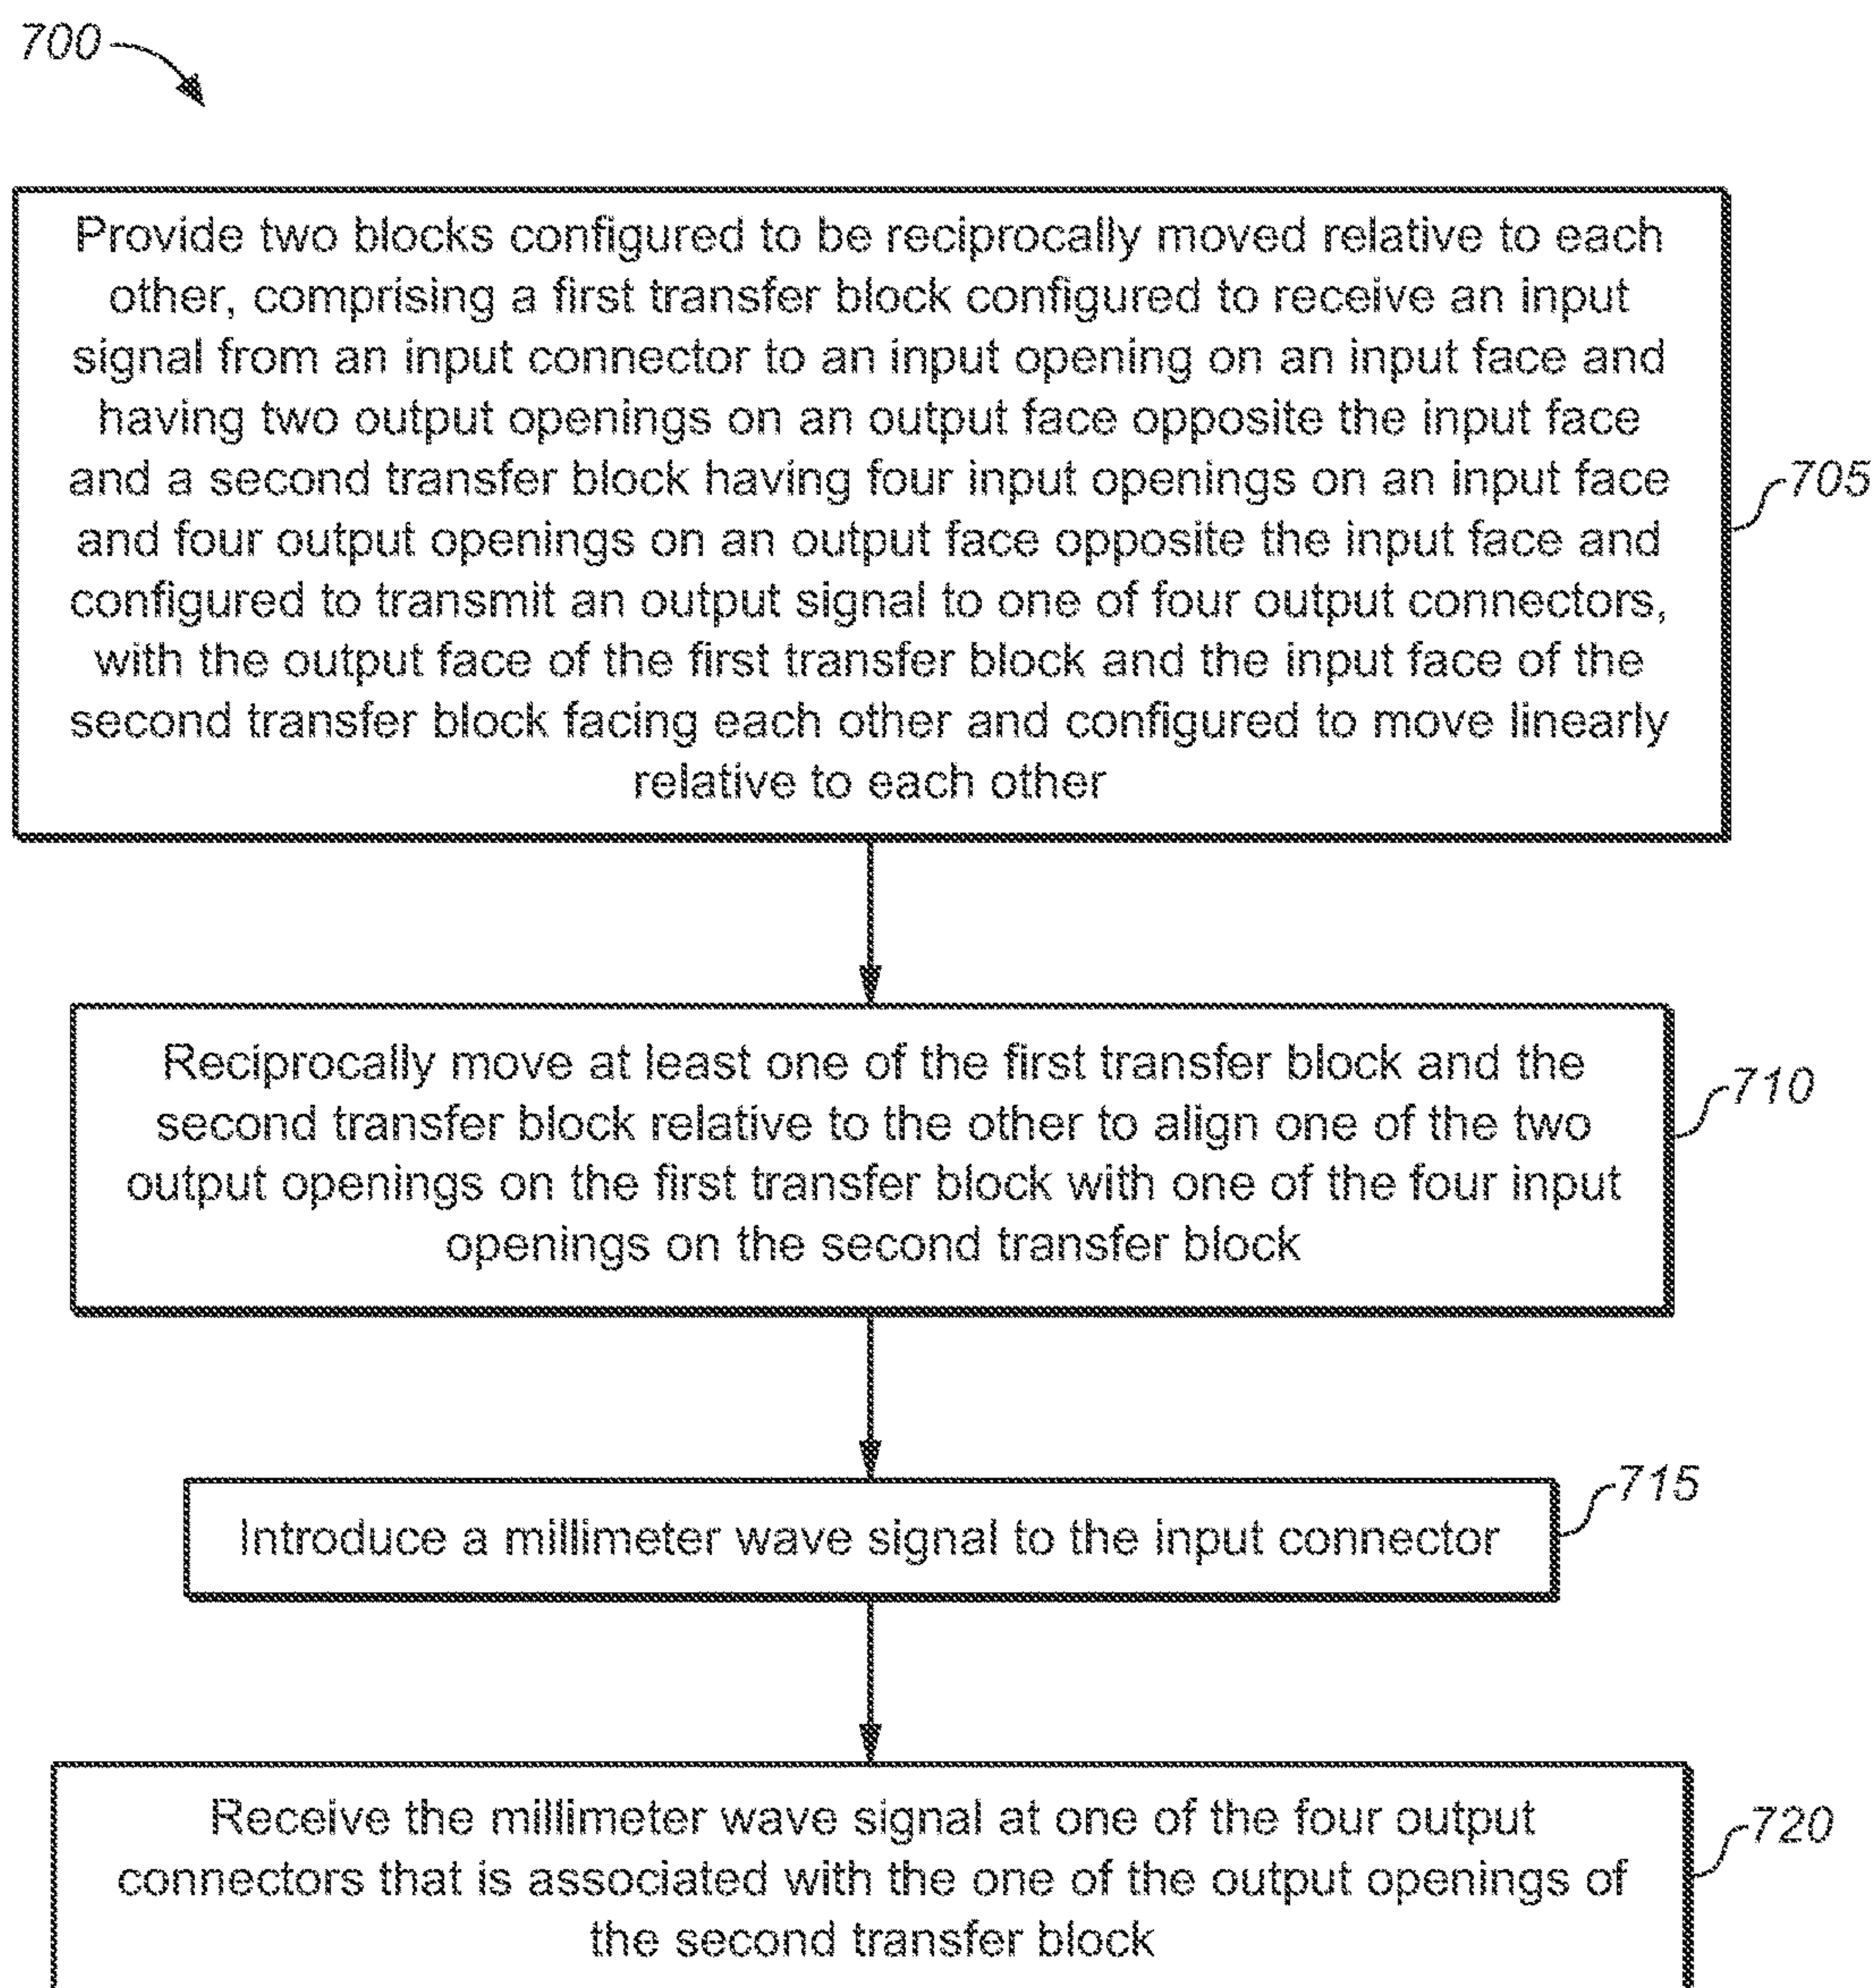 700
Provide two blocks configured to be reciprocally moved relative to each
other, comprising a first transfer block configured to receive an input
signal from an input connector to an input opening on an input face and
having two output openings on an output face opposite the input face
and a second transfer block having four input openings on an input face
and four output openings on an output face opposite the input face and
configured to transmit an output signal to one of four output connectors,
with the output face of the first transfer block and the input face of the
second transfer block facing each other and configured to move linearly
relative to each other
705
Reciprocally move at least one of the first transfer block and the
second transfer block relative to the other to align one of the two
output openings on the first transfer block with one of the four input
openings on the second transfer block
710
Introduce a millimeter wave signal to the input connector
715
Receive the millimeter wave signal at one of the four output
connectors that is associated with the one of the output openings of
the second transfer block
720